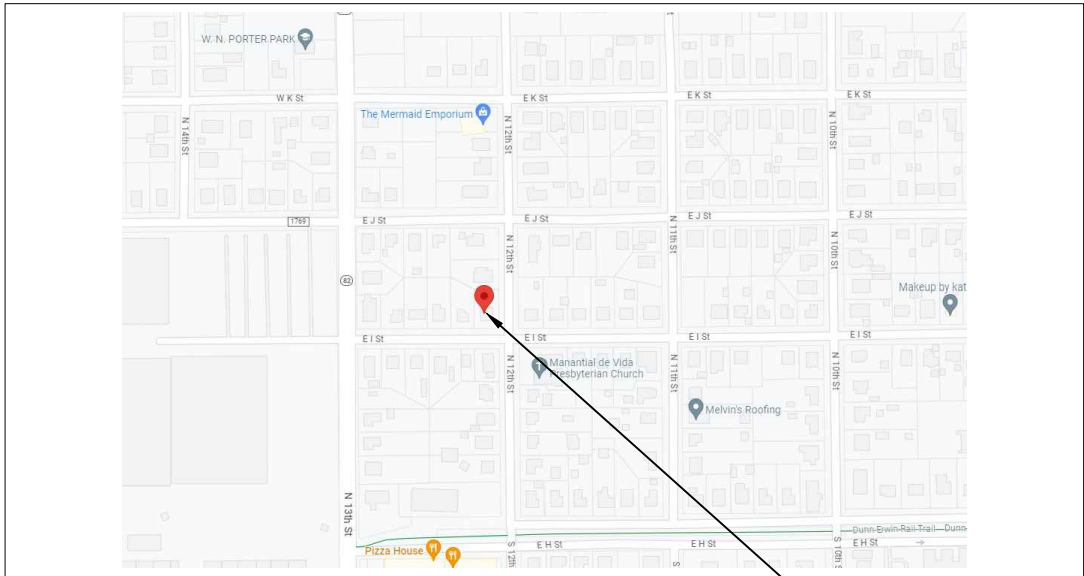 W. N. PORTER PARK
W K St
E K St
E K St
E K St
The Mermaid Emporium
N 14th St
N 12th St
N 10th St
E J St
1769
E J St
E J St
E J St
N 12th St
N 11th St
N 10th St
82
Makeup by kat
E I St
E I St
E I St
N 12th St
Manantial de Vida
Presbyterian Church
N 11th St
N 10th St
Melvin's Roofing
N 13th St
Dunn-Erwin-Rail-Trail
Dunn
Pizza House
S 12th
E H St
E H St
S
S 10th St
E H St